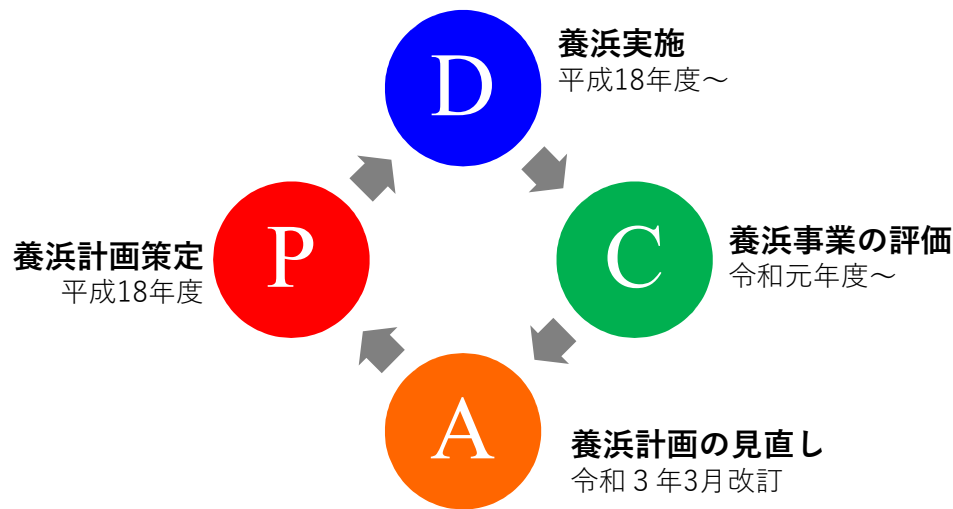 D
養浜実施
平成18年度～
P
養浜計画策定
平成18年度
C
養浜事業の評価
令和元年度～
A
養浜計画の見直し
令和３年3月改訂